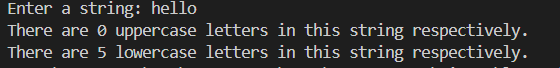 Enter a string: hello
There are 0 uppercase letters in this string respectively.
There are 5 lowercase letters in this string respectively.